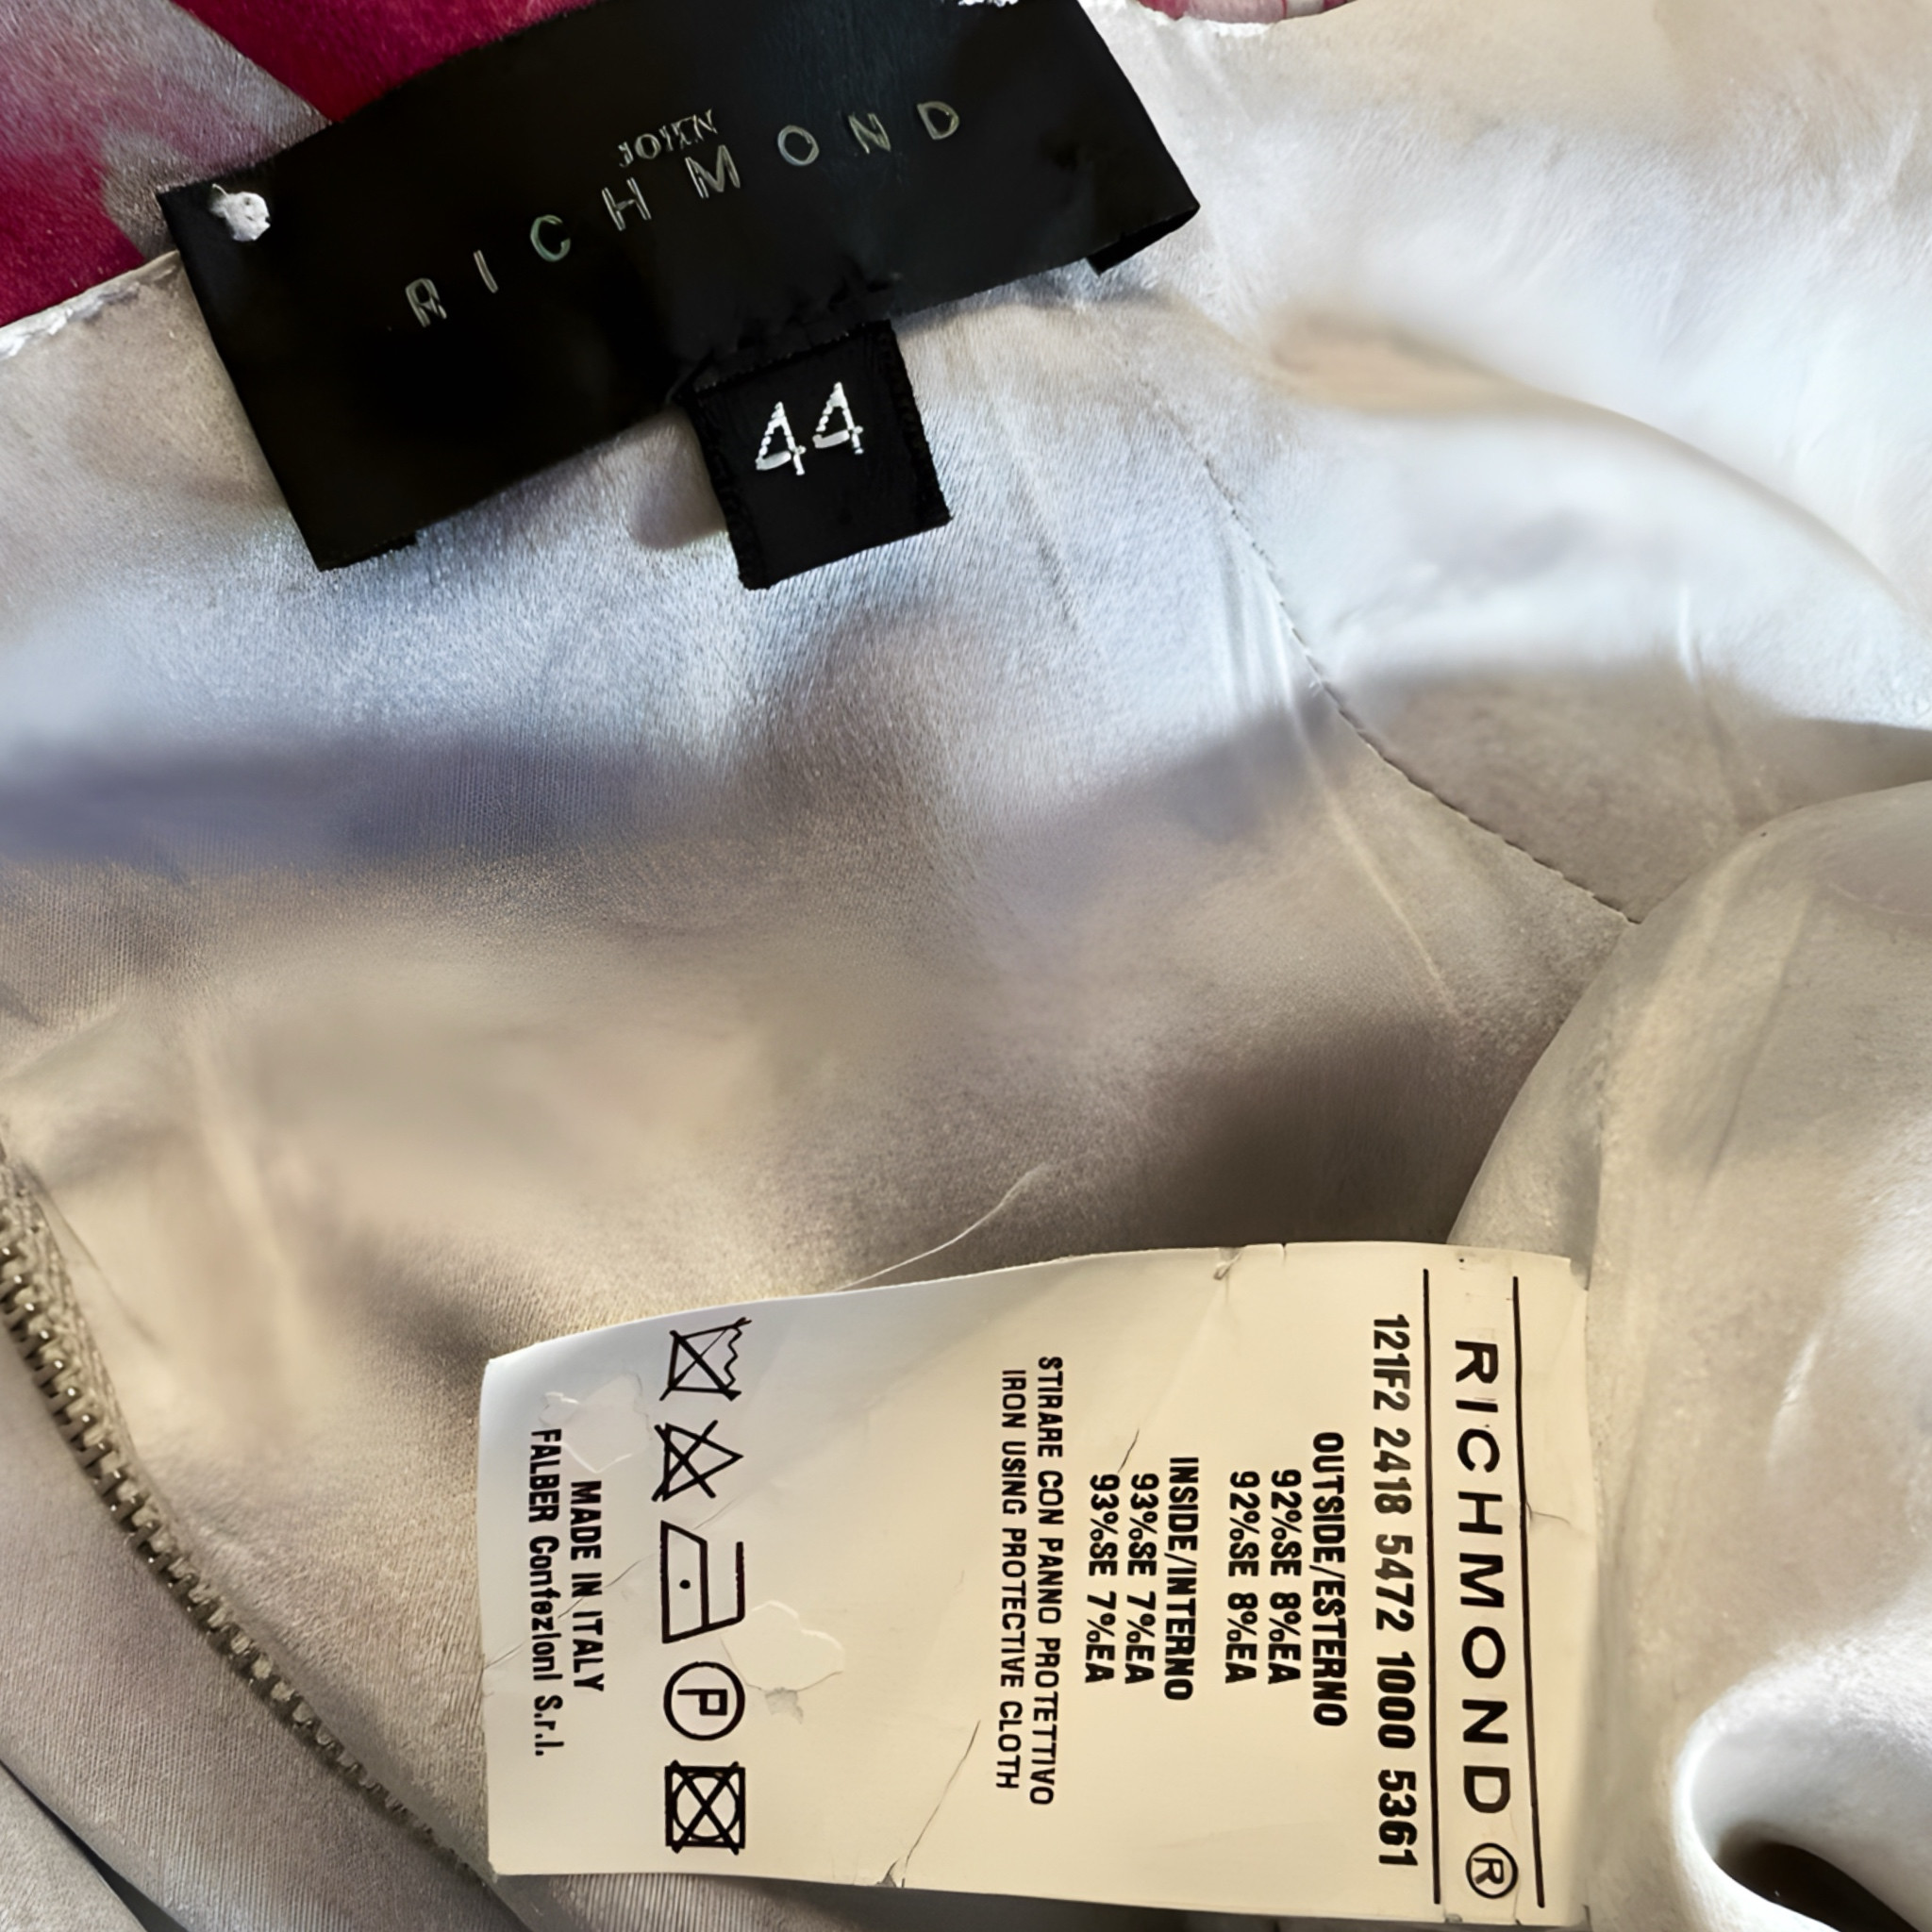 JOHN
RICHMOND
44
RICHMOND ®
121F2 2418 5472 1000 5361
OUTSIDE/ESTERNO
92%SE 8%EA
92%SE 8%EA
INSIDE/INTERNO
93%SE 7%EA
93%SE 7%EA
STIRARE CON PANNO PROTETTIVO
IRON USING PROTECTIVE CLOTH
P
MADE IN ITALY
FALBER Confezioni S.r.l.